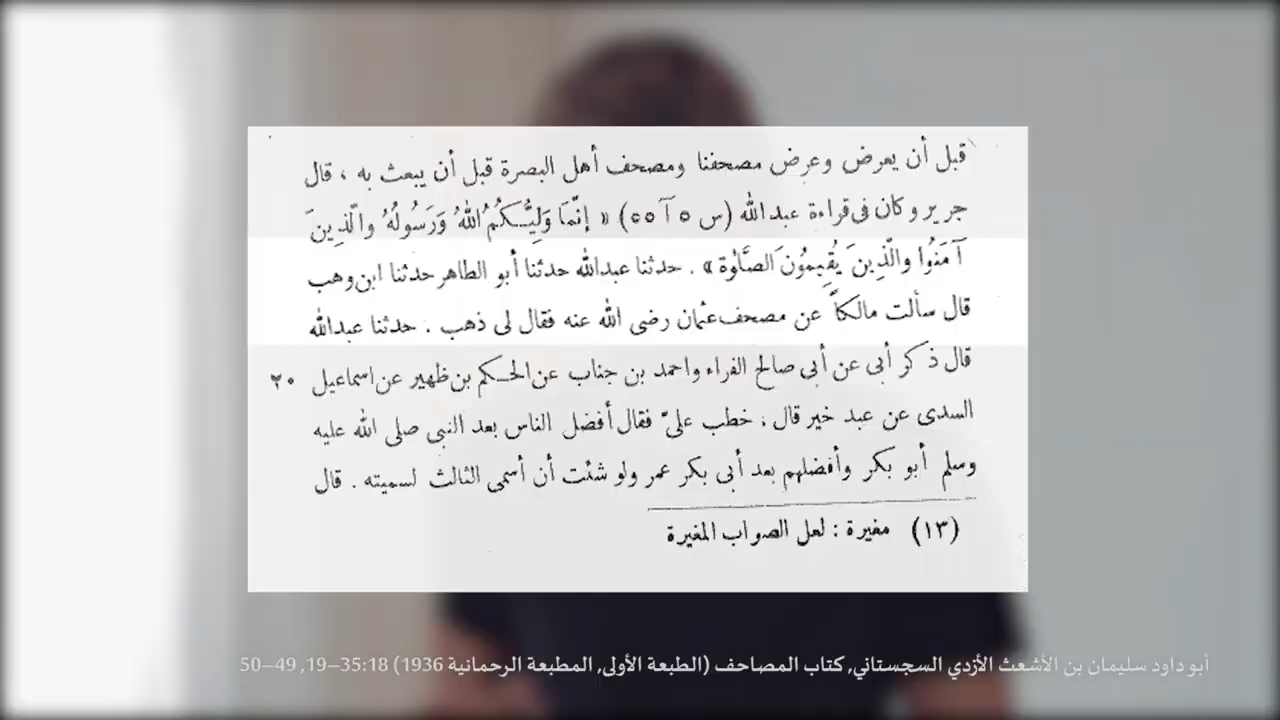 قبل أن يعرض وعرض مصحفنا ومصحف أهل البصرة قبل أن يبعث به ، قال
جرير وكان فى قراءة عبدالله (س ٥ آ ٥٥) « إِنَّمَا وَلِيُّكُمُ اللهُ وَرَسُولُهُ والَّذِينَ
آمَنُوا والَّذِينَ يُقِيمُونَ الصَّلٰوةَ » . حدثنا عبدالله حدثنا أبو الطاهر حدثنا ابن وهب
قال سألت مالكاً عن مصحف عثمان رضى الله عنه فقال لى ذهب . حدثنا عبدالله
قال ذكر أبى عن أبى صالح الفراء واحمد بن جناب عن الحكم بن ظهير عن اسماعيل ٢٠
السدى عن عبد خير قال ، خطب علىّ فقال أفضل الناس بعد النبى صلى الله عليه
وسلم أبو بكر وأفضلهم بعد أبى بكر عمر ولو شئت أن أسمى الثالث لسميته . قال
(١٣) مغيرة : لعل الصواب المغيرة
أبو داود سليمان بن الأشعث الأزدي السجستاني, كتاب المصاحف (الطبعة الأولى, المطبعة الرحمانية 1936) 35:18–19, 49–50